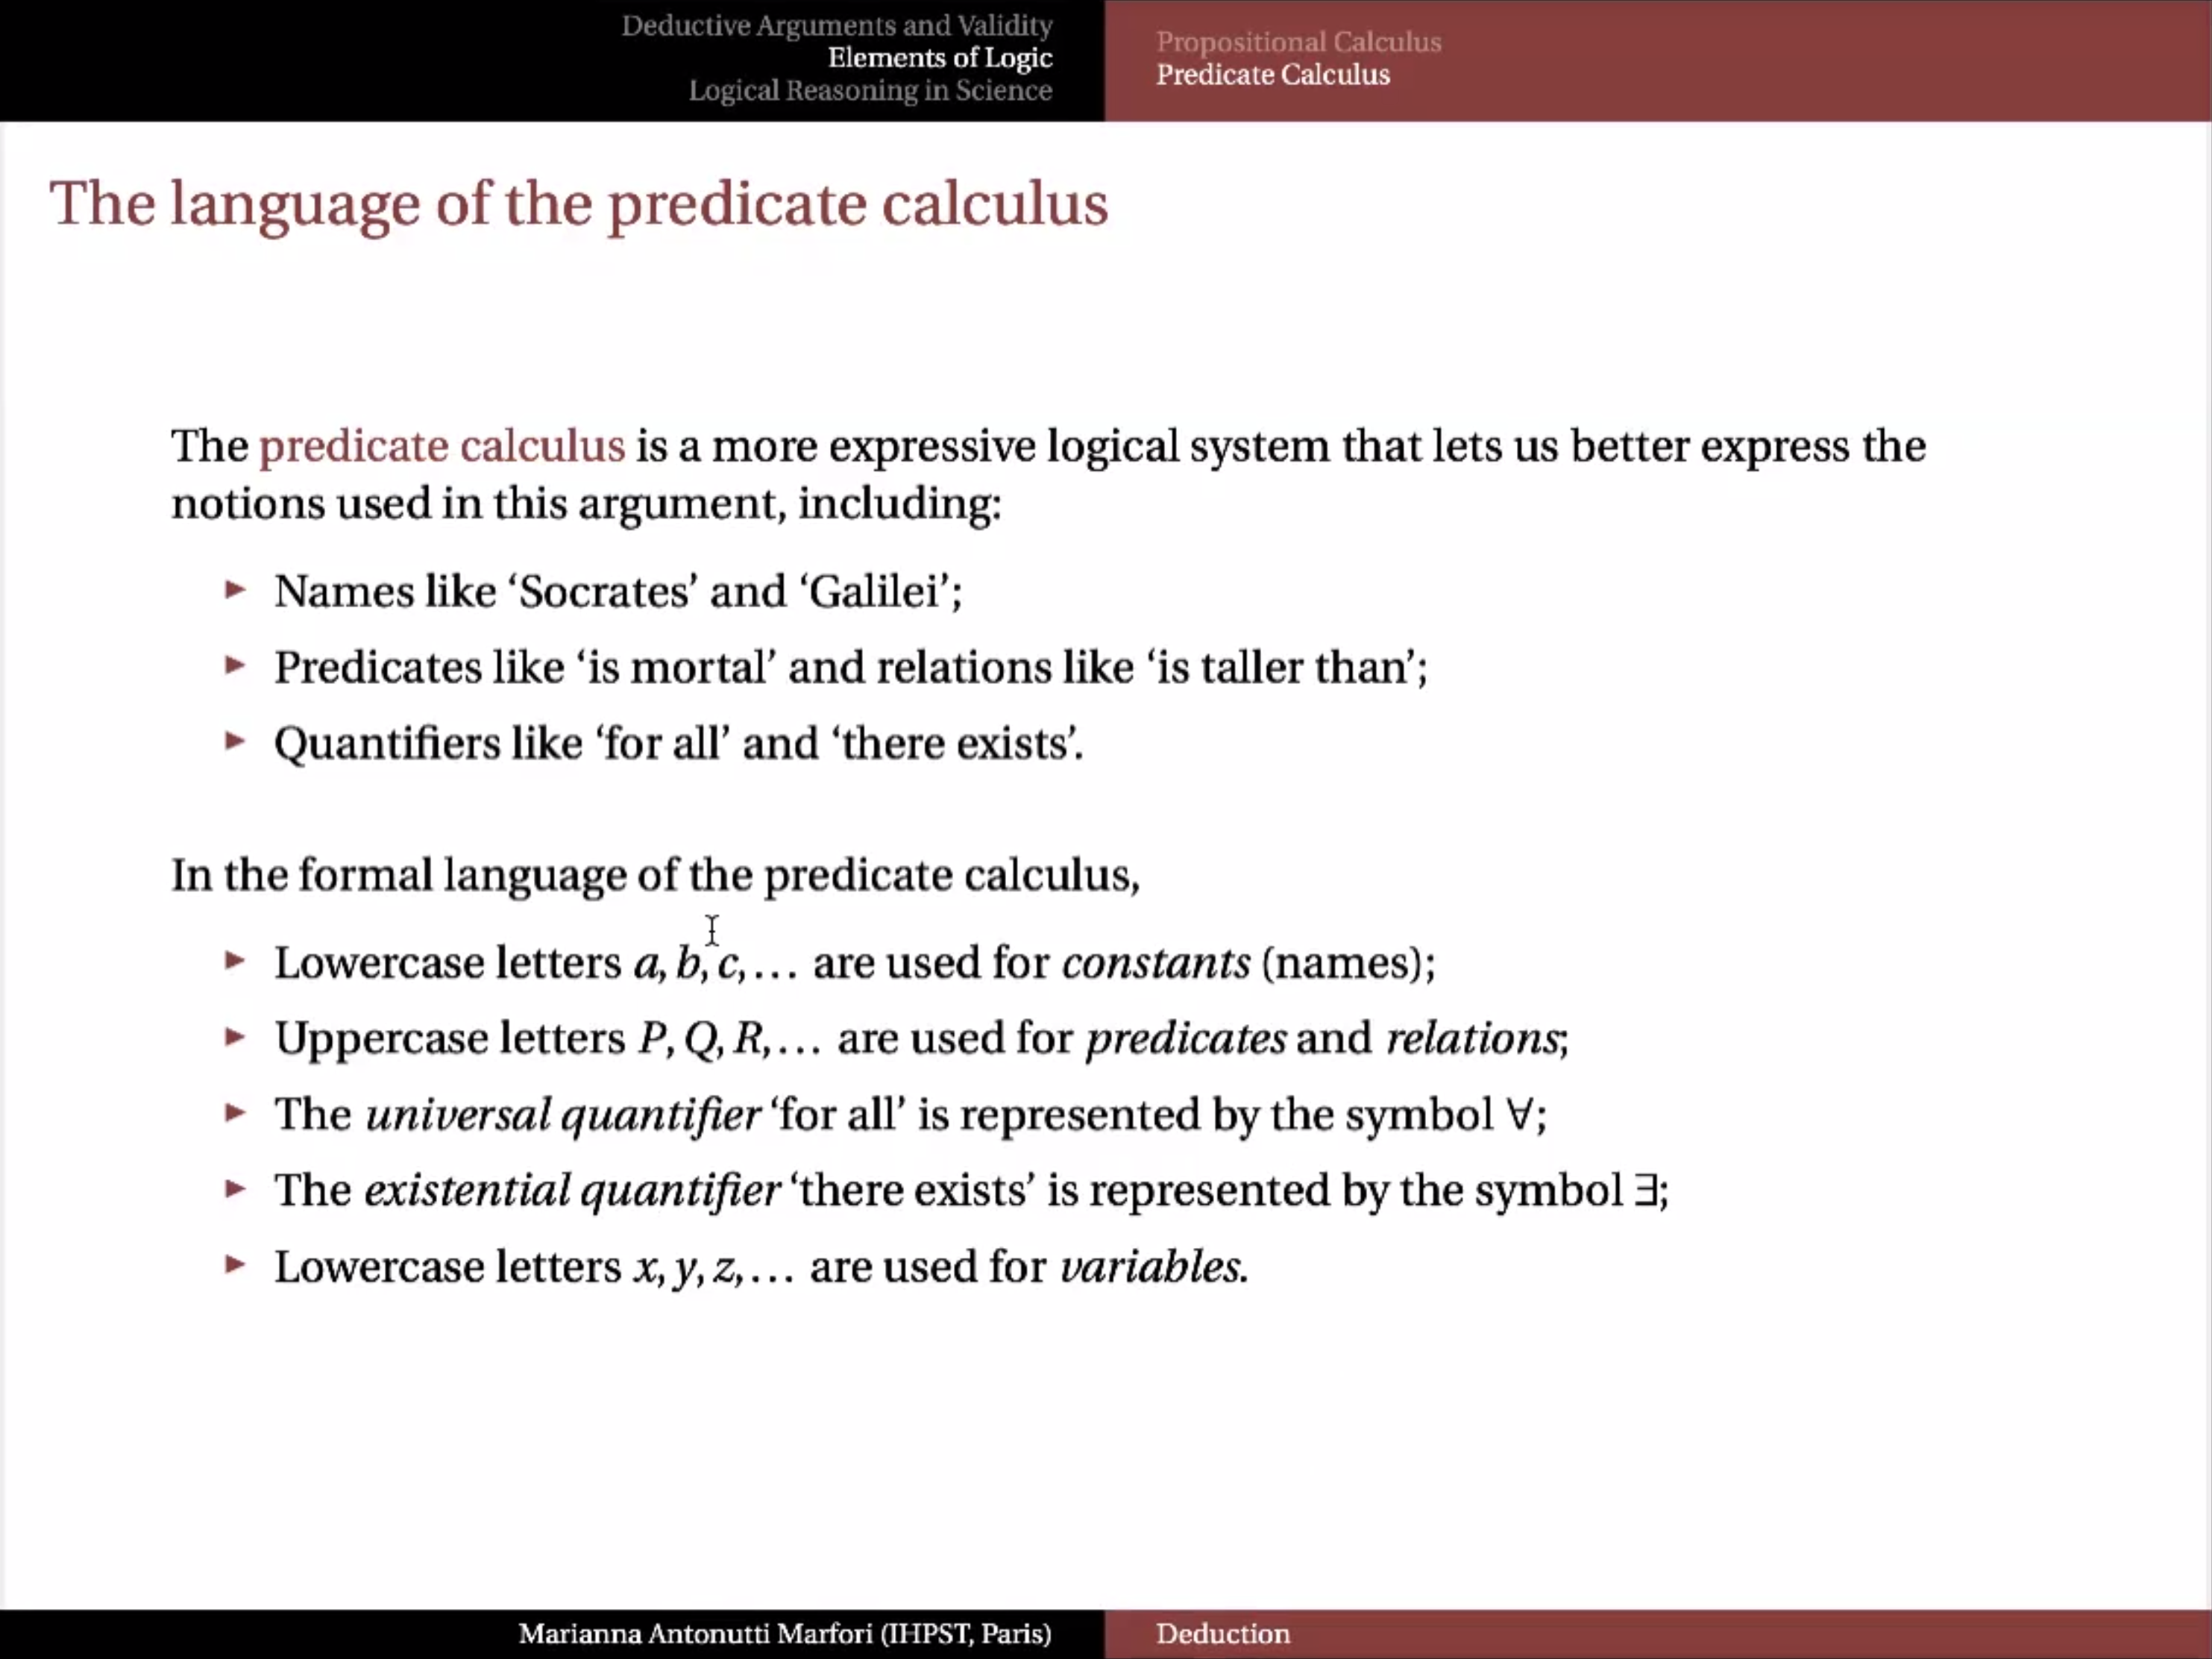 Deductive Arguments and Validity
Elements of Logic
Logical Reasoning in Science
Propositional Calculus
Predicate Calculus
The language of the predicate calculus
The predicate calculus is a more expressive logical system that lets us better express the
notions used in this argument, including:
▶ Names like ‘Socrates’ and ‘Galilei’;
▶ Predicates like ‘is mortal’ and relations like ‘is taller than’;
▶ Quantifiers like ‘for all’ and ‘there exists’.
In the formal language of the predicate calculus,
▶ Lowercase letters a, b, c, … are used for constants (names);
▶ Uppercase letters P, Q, R, … are used for predicates and relations;
▶ The universal quantifier ‘for all’ is represented by the symbol ∀;
▶ The existential quantifier ‘there exists’ is represented by the symbol ∃;
▶ Lowercase letters x, y, z, … are used for variables.
Marianna Antonutti Marfori (IHPST, Paris)
Deduction